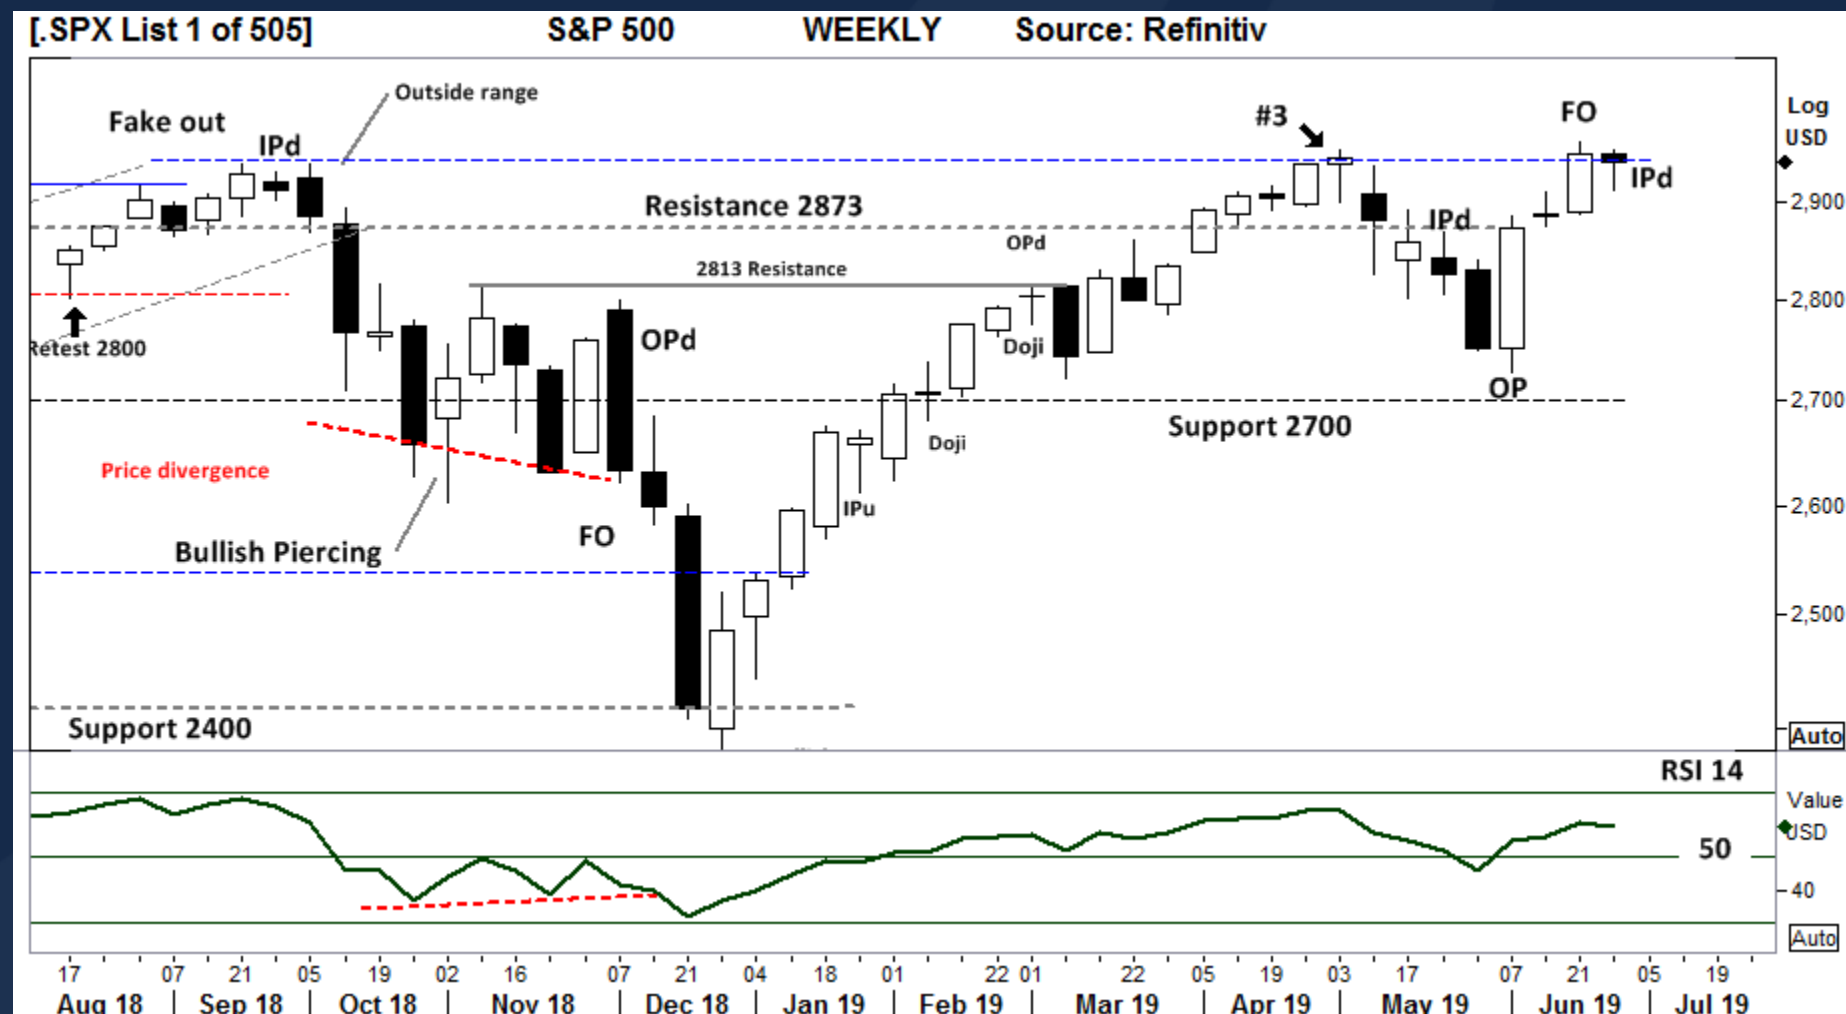 [.SPX List 1 of 505] S&P 500 WEEKLY Source: Refinitiv
Outside range
Fake out
IPd
#3
FO
Log
USD
IPd
Resistance 2873
2,900
IPd
OPd
2813 Resistance
2,800
Retest 2800
OPd
Doji
OP
2,700
Support 2700
Doji
Price divergence
IPu
2,600
FO
Bullish Piercing
2,500
Support 2400
Auto
RSI 14
Value
USD
50
40
Auto
17 07 21 05 19 02 16 07 21 04 18 01 22 01 22 05 19 03 17 07 21 05 19
Aug 18 Sep 18 Oct 18 Nov 18 Dec 18 Jan 19 Feb 19 Mar 19 Apr 19 May 19 Jun 19 Jul 19